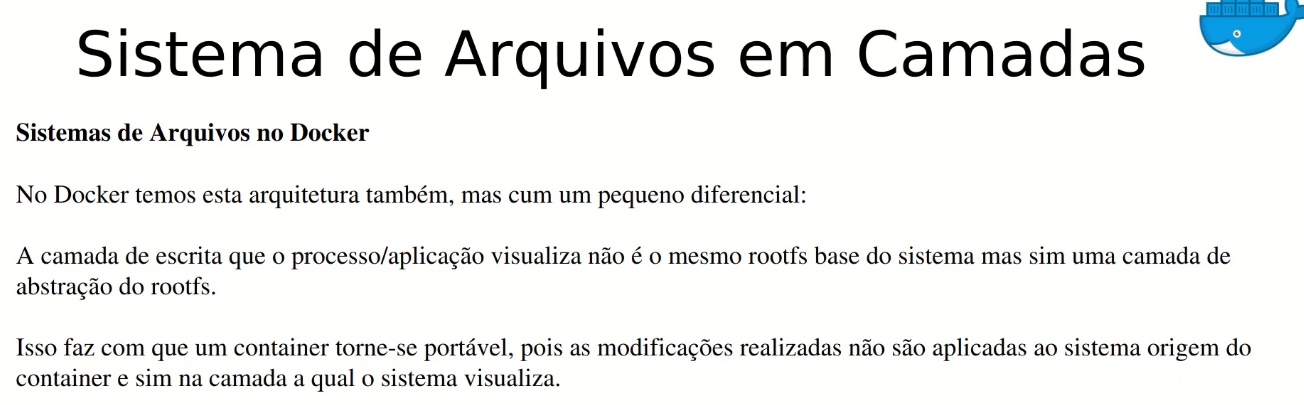 Sistema de Arquivos em Camadas
Sistemas de Arquivos no Docker
No Docker temos esta arquitetura também, mas cum um pequeno diferencial:
A camada de escrita que o processo/aplicação visualiza não é o mesmo rootfs base do sistema mas sim uma camada de
abstração do rootfs.
Isso faz com que um container torne-se portável, pois as modificações realizadas não são aplicadas ao sistema origem do
container e sim na camada a qual o sistema visualiza.